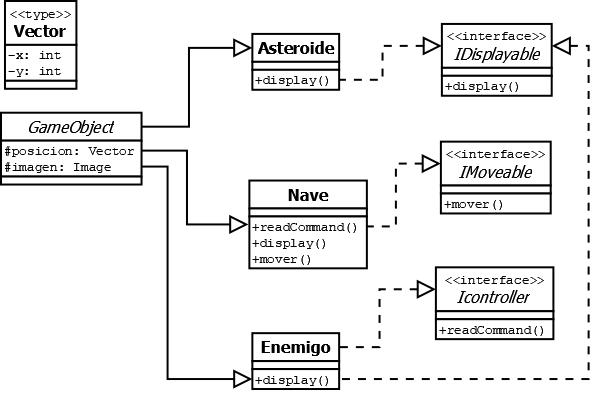 <<type>>
Vector
-x: int
-y: int
GameObject
#posicion: Vector
#imagen: Image
Asteroide
+display()
<<interface>>
IDisplayable
+display()
Nave
+readCommand()
+display()
+mover()
<<interface>>
IMoveable
+mover()
<<interface>>
Icontroller
+readCommand()
Enemigo
+display()